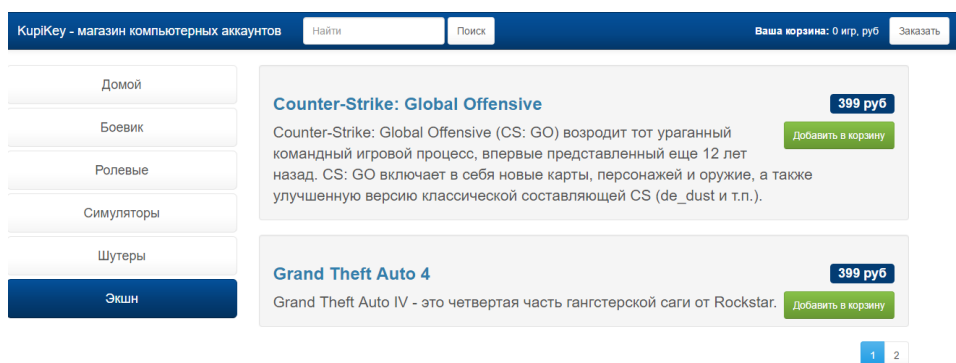 KupiKey - магазин компьютерных аккаунтов
Найти
Поиск
Ваша корзина: 0 игр, руб
Заказать
Домой
Боевик
Ролевые
Симуляторы
Шутеры
Экшн
Counter-Strike: Global Offensive
399 руб
Counter-Strike: Global Offensive (CS: GO) возродит тот ураганный
Добавить в корзину
командный игровой процесс, впервые представленный еще 12 лет
назад. CS: GO включает в себя новые карты, персонажей и оружие, а также
улучшенную версию классической составляющей CS (de_dust и т.п.).
Grand Theft Auto 4
399 руб
Grand Theft Auto IV - это четвертая часть гангстерской саги от Rockstar.
Добавить в корзину
1 2